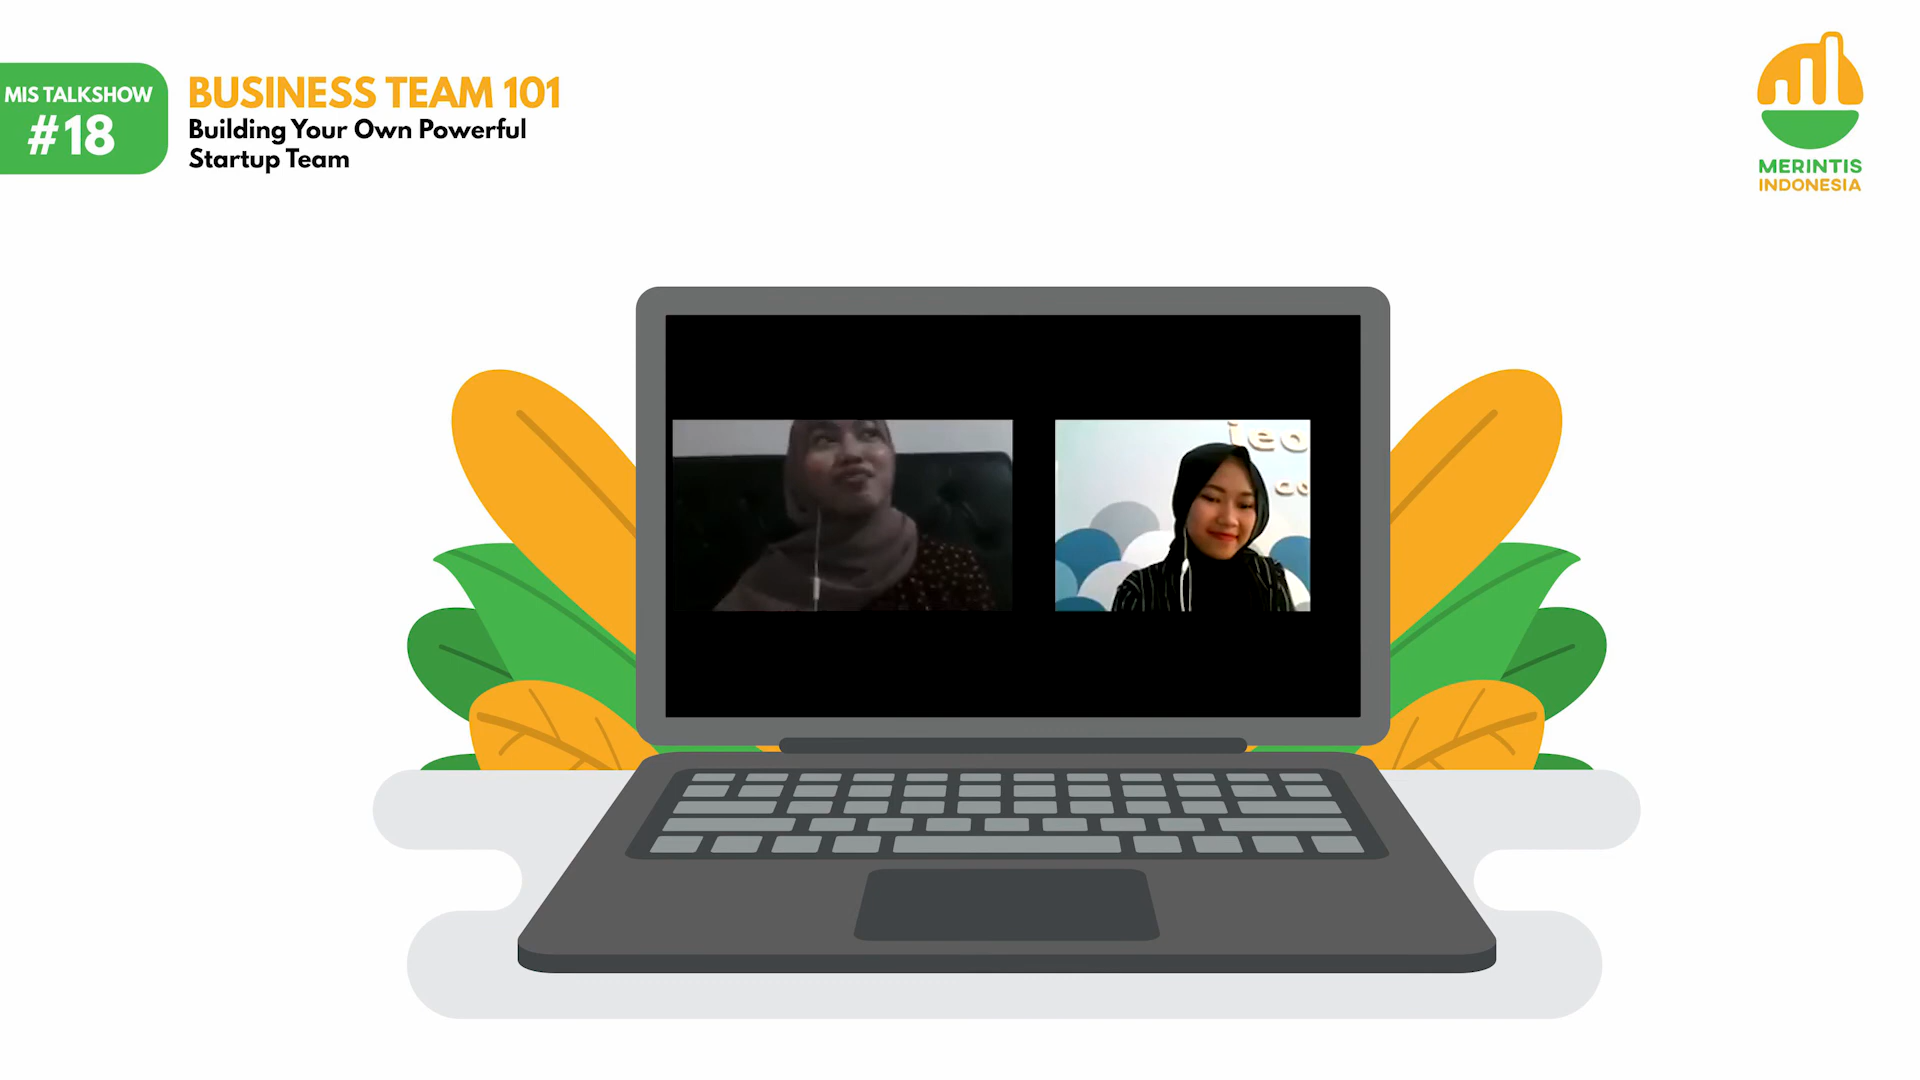 MIS TALKSHOW
#18
BUSINESS TEAM 101
Building Your Own Powerful
Startup Team
MERINTIS
INDONESIA